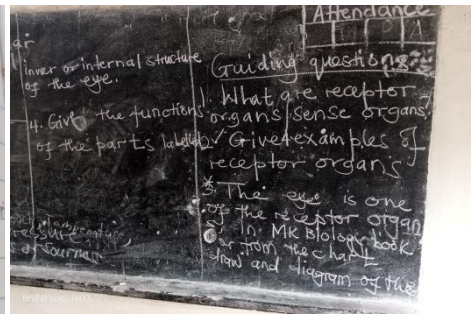 Attendance
Guiding questions
1. What are receptor
organs/sense organs?
2. Give 4 examples of
receptor organs
3. The eye is one
of the receptor organ
s. In MK Biology book
or from the chart
draw and diagram of the
inner or internal structure
of the eye.
4. Give the functions
of the parts labelled